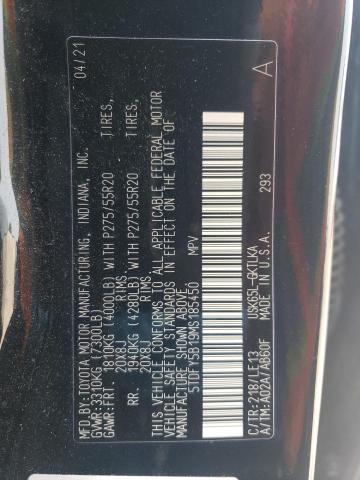 MFD. BY: TOYOTA MOTOR MANUFACTURING, INDIANA, INC. 04/21
GVWR: 3310KG (7300LB)
GAWR: FRT. 1810KG (4000LB) WITH P275/55R20 TIRES,
20X8J RIMS,
RR. 1940KG (4280LB) WITH P275/55R20 TIRES,
20X8J RIMS,
THIS VEHICLE CONFORMS TO ALL APPLICABLE FEDERAL MOTOR
VEHICLE SAFETY STANDARDS IN EFFECT ON THE DATE OF
MANUFACTURE SHOWN ABOVE.
5TDFY5B19MS185450 MPV
C/TR: 218/LE13 USK65L-GKTLKA
A/TM: A02A/AB60F MADE IN U.S.A. 293 A